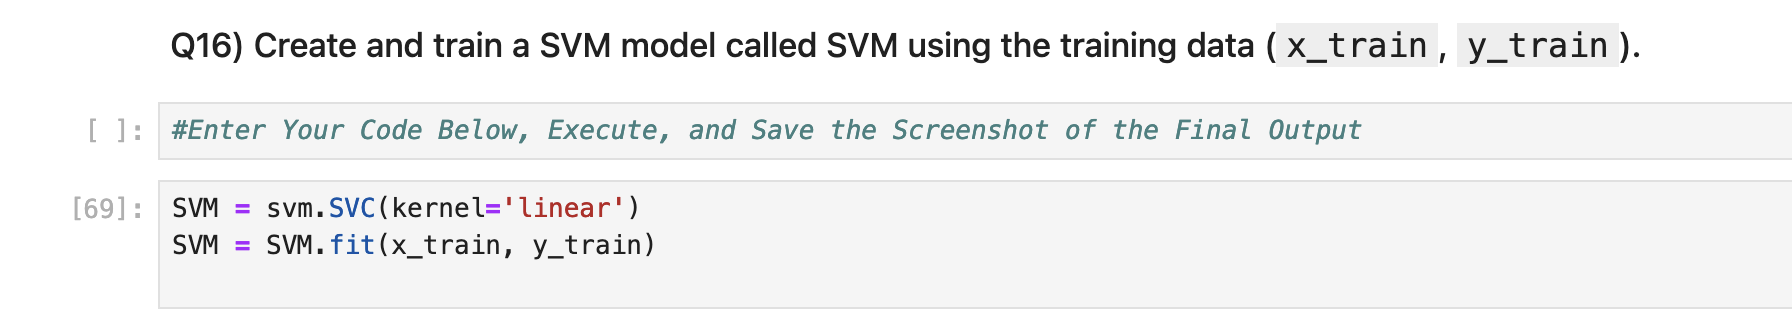 Q16) Create and train a SVM model called SVM using the training data ( x_train , y_train ).
[ ]: #Enter Your Code Below, Execute, and Save the Screenshot of the Final Output
[69]: SVM = svm.SVC(kernel='linear')
SVM = SVM.fit(x_train, y_train)